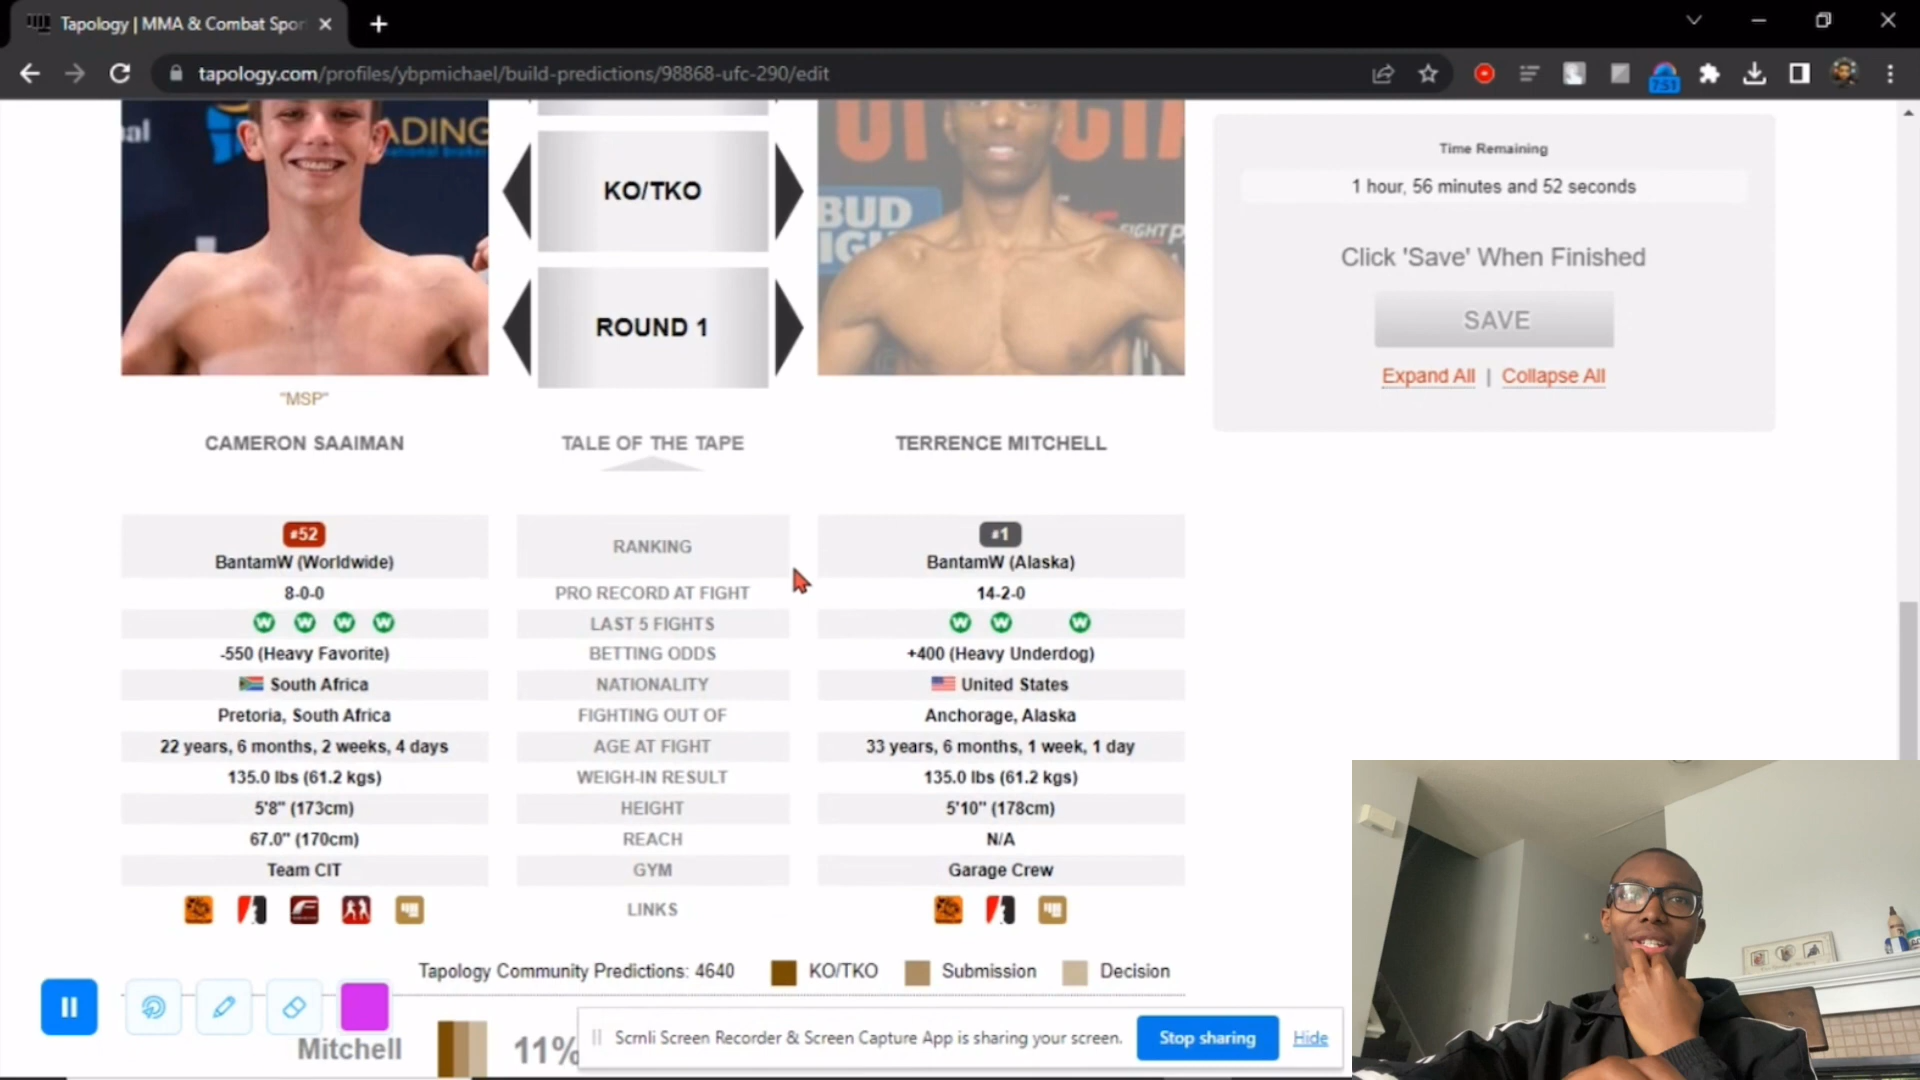 Tapology | MMA & Combat Spor
tapology.com/profiles/ybpmichael/build-predictions/98868-ufc-290/edit
7:51
al
ADING
BUD
FIGHT P
KO/TKO
ROUND 1
Time Remaining
1 hour, 56 minutes and 52 seconds
Click 'Save' When Finished
SAVE
Expand All | Collapse All
"MSP"
CAMERON SAAIMAN TALE OF THE TAPE TERRENCE MITCHELL
#52 RANKING #1
BantamW (Worldwide) BantamW (Alaska)
8-0-0 PRO RECORD AT FIGHT 14-2-0
W W W W LAST 5 FIGHTS W W W
-550 (Heavy Favorite) BETTING ODDS +400 (Heavy Underdog)
South Africa NATIONALITY United States
Pretoria, South Africa FIGHTING OUT OF Anchorage, Alaska
22 years, 6 months, 2 weeks, 4 days AGE AT FIGHT 33 years, 6 months, 1 week, 1 day
135.0 lbs (61.2 kgs) WEIGH-IN RESULT 135.0 lbs (61.2 kgs)
5'8" (173cm) HEIGHT 5'10" (178cm)
67.0" (170cm) REACH N/A
Team CIT GYM Garage Crew
LINKS
Tapology Community Predictions: 4640 KO/TKO Submission Decision
Mitchell 11%
Scrnli Screen Recorder & Screen Capture App is sharing your screen. Stop sharing Hide